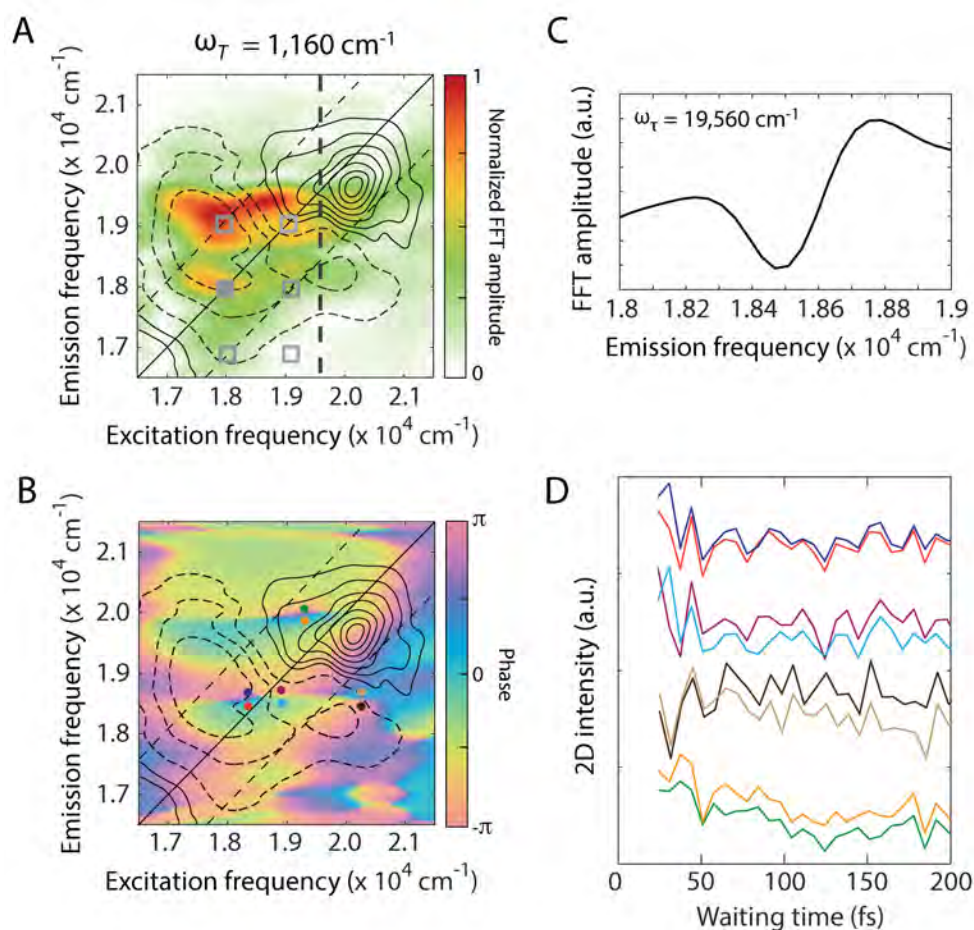 A
ω_T = 1,160 cm⁻¹
Emission frequency (x 10⁴ cm⁻¹)
2.1
2.0
1.9
1.8
1.7
1.7 1.8 1.9 2.0 2.1
Excitation frequency (x 10⁴ cm⁻¹)
1
0
Normalized FFT amplitude
C
ω_τ = 19,560 cm⁻¹
FFT amplitude (a.u.)
1.8 1.82 1.84 1.86 1.88 1.9
Emission frequency (x 10⁴ cm⁻¹)
B
Emission frequency (x 10⁴ cm⁻¹)
2.1
2.0
1.9
1.8
1.7
1.7 1.8 1.9 2.0 2.1
Excitation frequency (x 10⁴ cm⁻¹)
π
0
-π
Phase
D
2D intensity (a.u.)
0 50 100 150 200
Waiting time (fs)